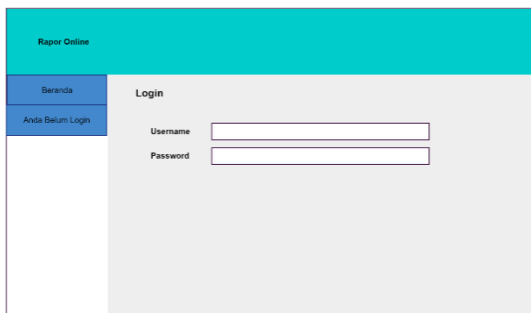 Rapor Online
Beranda
Anda Belum Login
Login
Username
Password